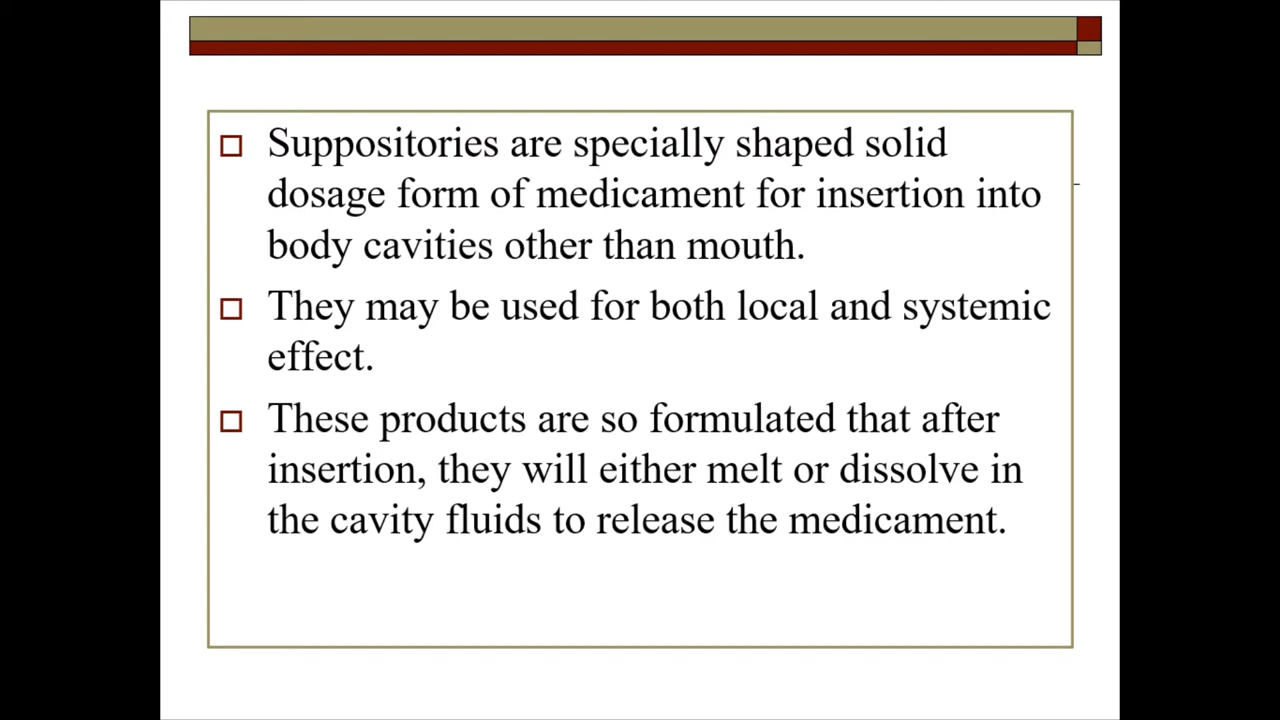 Suppositories are specially shaped solid
dosage form of medicament for insertion into
body cavities other than mouth.
They may be used for both local and systemic
effect.
These products are so formulated that after
insertion, they will either melt or dissolve in
the cavity fluids to release the medicament.